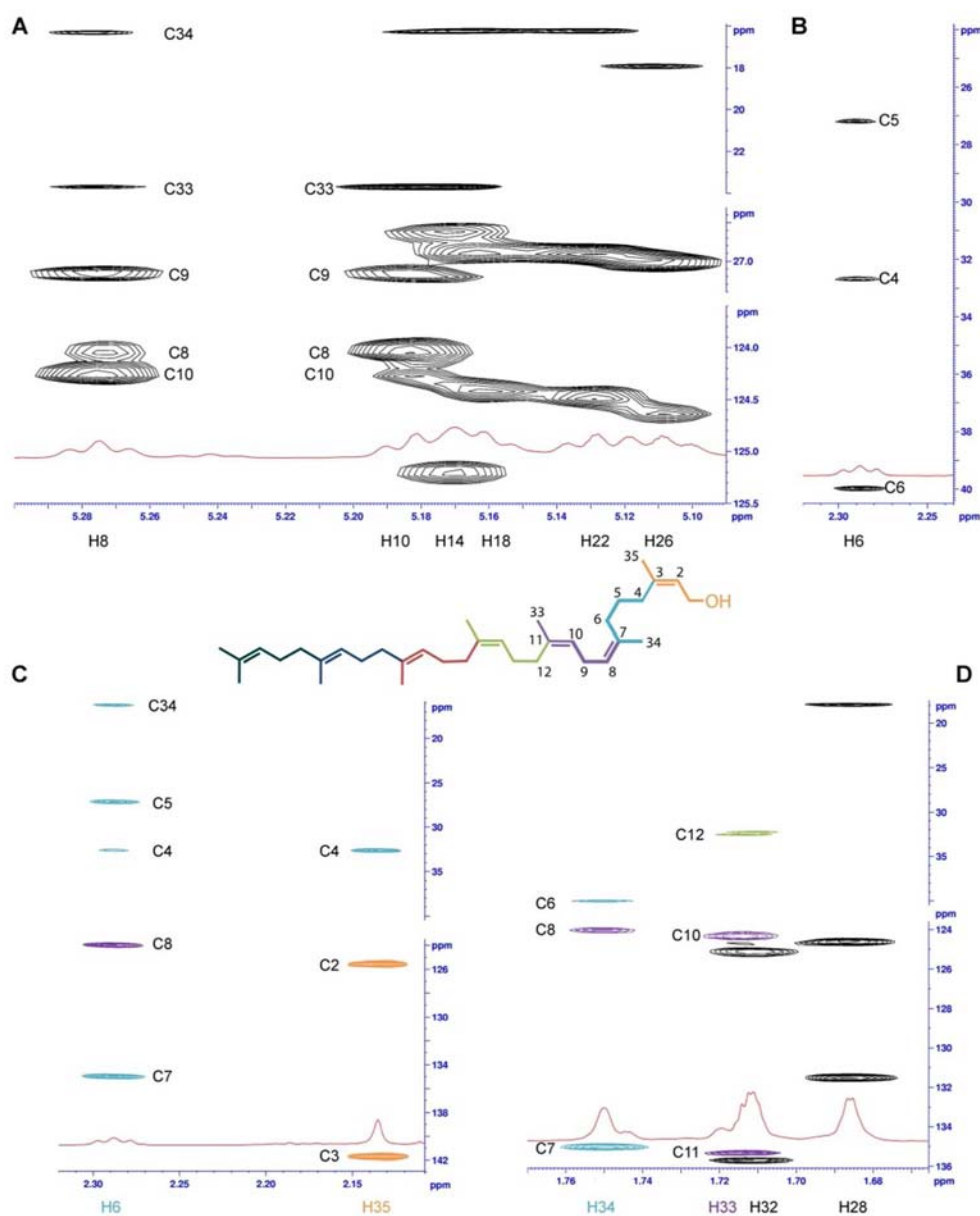 A
B
ppm
C34
18
20
22
C33
C33
ppm
C9
C9
27.0
ppm
C8
C8
124.0
C10
C10
124.5
125.0
125.5
5.28 5.26 5.24 5.22 5.20 5.18 5.16 5.14 5.12 5.10 ppm
H8 H10 H14 H18 H22 H26
ppm
26
C5
28
30
32
C4
34
36
38
C6
40
2.30 2.25 ppm
H6
35 3 2
5 4
OH
33 6
11 10 7 34
12 9 8
C
D
C34
ppm
20
C5
25
30
C4
C4
35
ppm
C8
C2
126
130
C7
134
138
C3
142
2.30 2.25 2.20 2.15 ppm
H6 H35
ppm
20
25
30
C12
35
C6
ppm
C8
C10
124
126
128
130
132
134
C7
C11
136
1.76 1.74 1.72 1.70 1.68 ppm
H34 H33 H32 H28